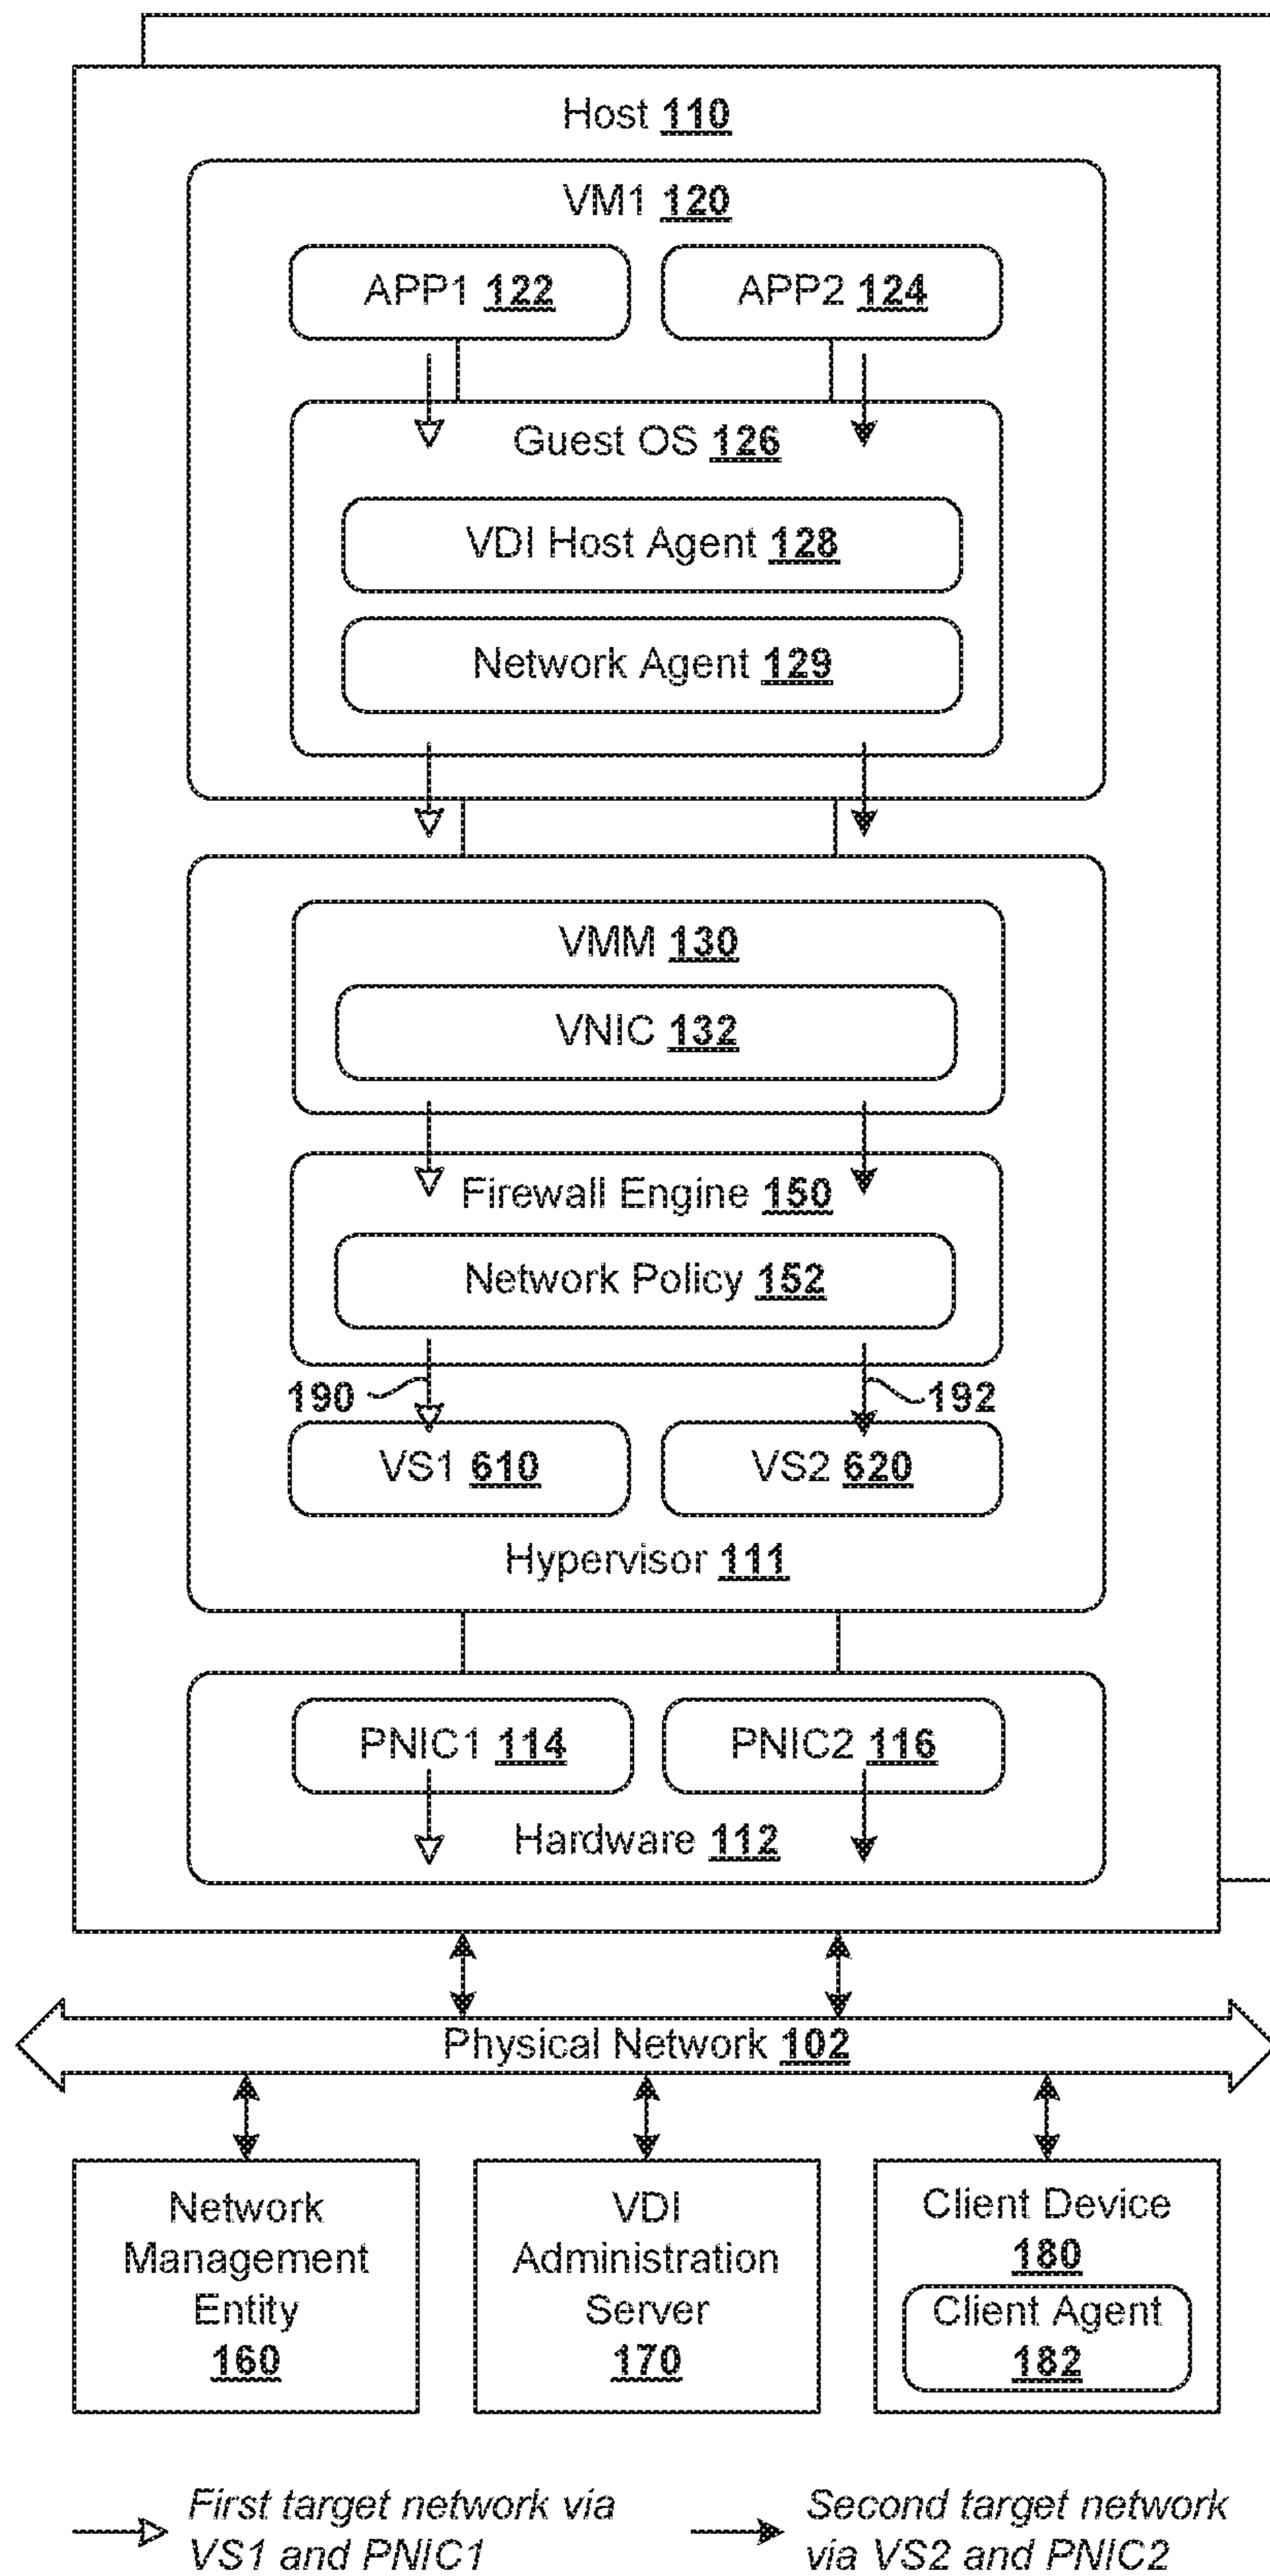 Host 110
VM1 120
APP1 122
APP2 124
Guest OS 126
VDI Host Agent 128
Network Agent 129
VMM 130
VNIC 132
Firewall Engine 150
Network Policy 152
190
192
VS1 610
VS2 620
Hypervisor 111
PNIC1 114
PNIC2 116
Hardware 112
Physical Network 102
Network
Management
Entity
160
VDI
Administration
Server
170
Client Device
180
Client Agent
182
First target network via
VS1 and PNIC1
Second target network
via VS2 and PNIC2